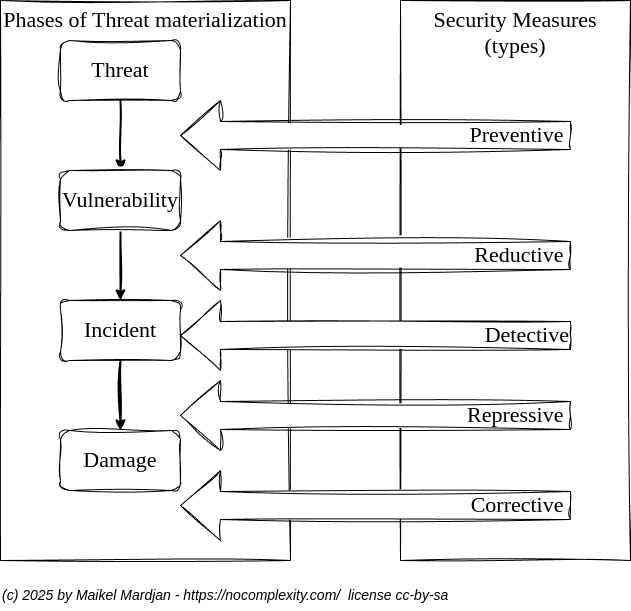 Phases of Threat materialization
Security Measures
(types)
Threat
Preventive
Vulnerability
Reductive
Incident
Detective
Repressive
Damage
Corrective
(c) 2025 by Maikel Mardjan - https://nocomplexity.com/  license cc-by-sa